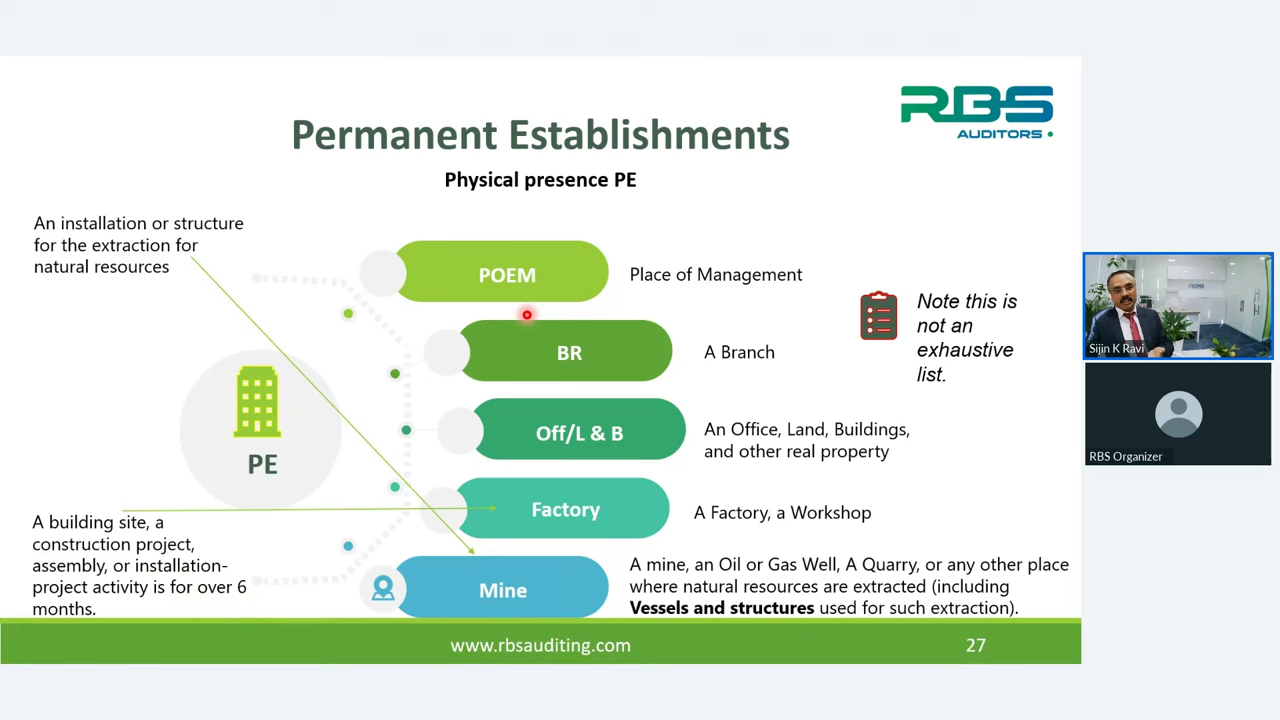 RBS
AUDITORS
Permanent Establishments
Physical presence PE
An installation or structure
for the extraction for
natural resources
POEM
Place of Management
BR
A Branch
Note this is
not an
exhaustive
list.
Off/L & B
An Office, Land, Buildings,
and other real property
PE
Factory
A Factory, a Workshop
A building site, a
construction project,
assembly, or installation-
project activity is for over 6
months.
Mine
A mine, an Oil or Gas Well, A Quarry, or any other place
where natural resources are extracted (including
Vessels and structures used for such extraction).
www.rbsauditing.com
27
RBS
Sijin K Ravi
RBS Organizer